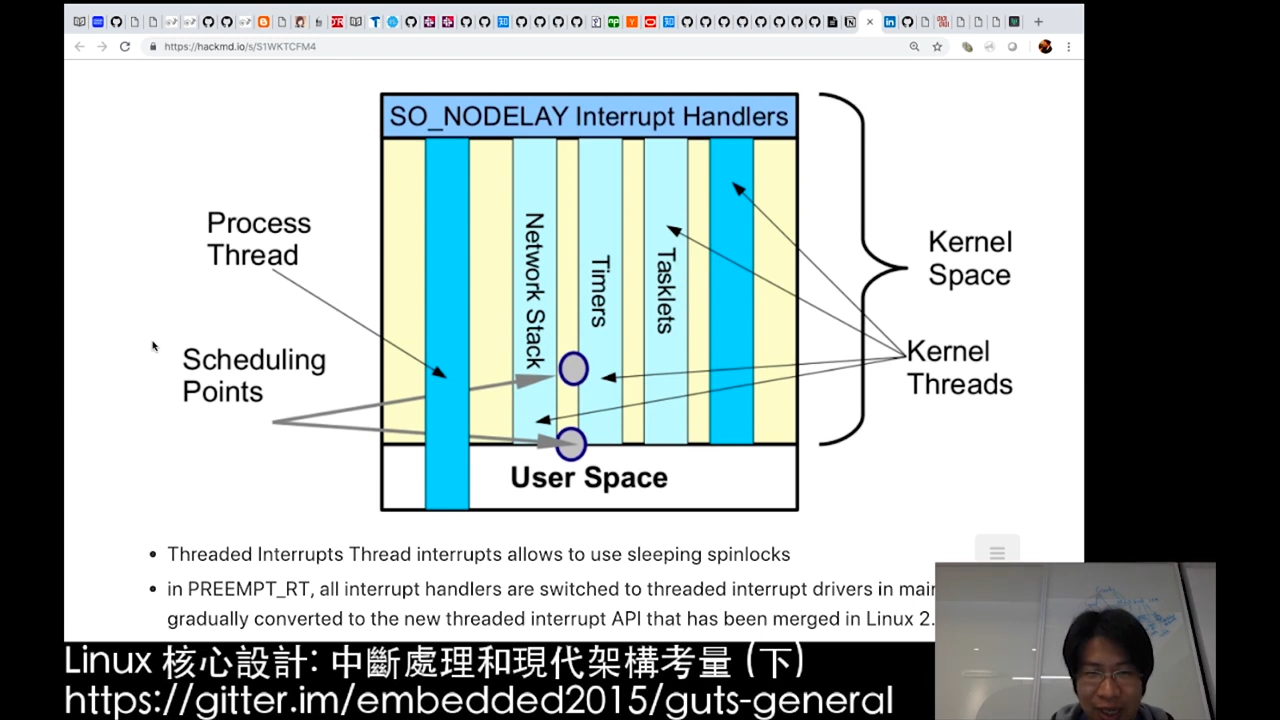 https://hackmd.io/s/S1WKTCFM4
SO_NODELAY Interrupt Handlers
Process
Thread
Network Stack
Timers
Tasklets
Kernel
Space
Scheduling
Points
Kernel
Threads
User Space
• Threaded Interrupts Thread interrupts allows to use sleeping spinlocks
• in PREEMPT_RT, all interrupt handlers are switched to threaded interrupt drivers in main
gradually converted to the new threaded interrupt API that has been merged in Linux 2.
Linux 核心設計: 中斷處理和現代架構考量 (下)
https://gitter.im/embedded2015/guts-general